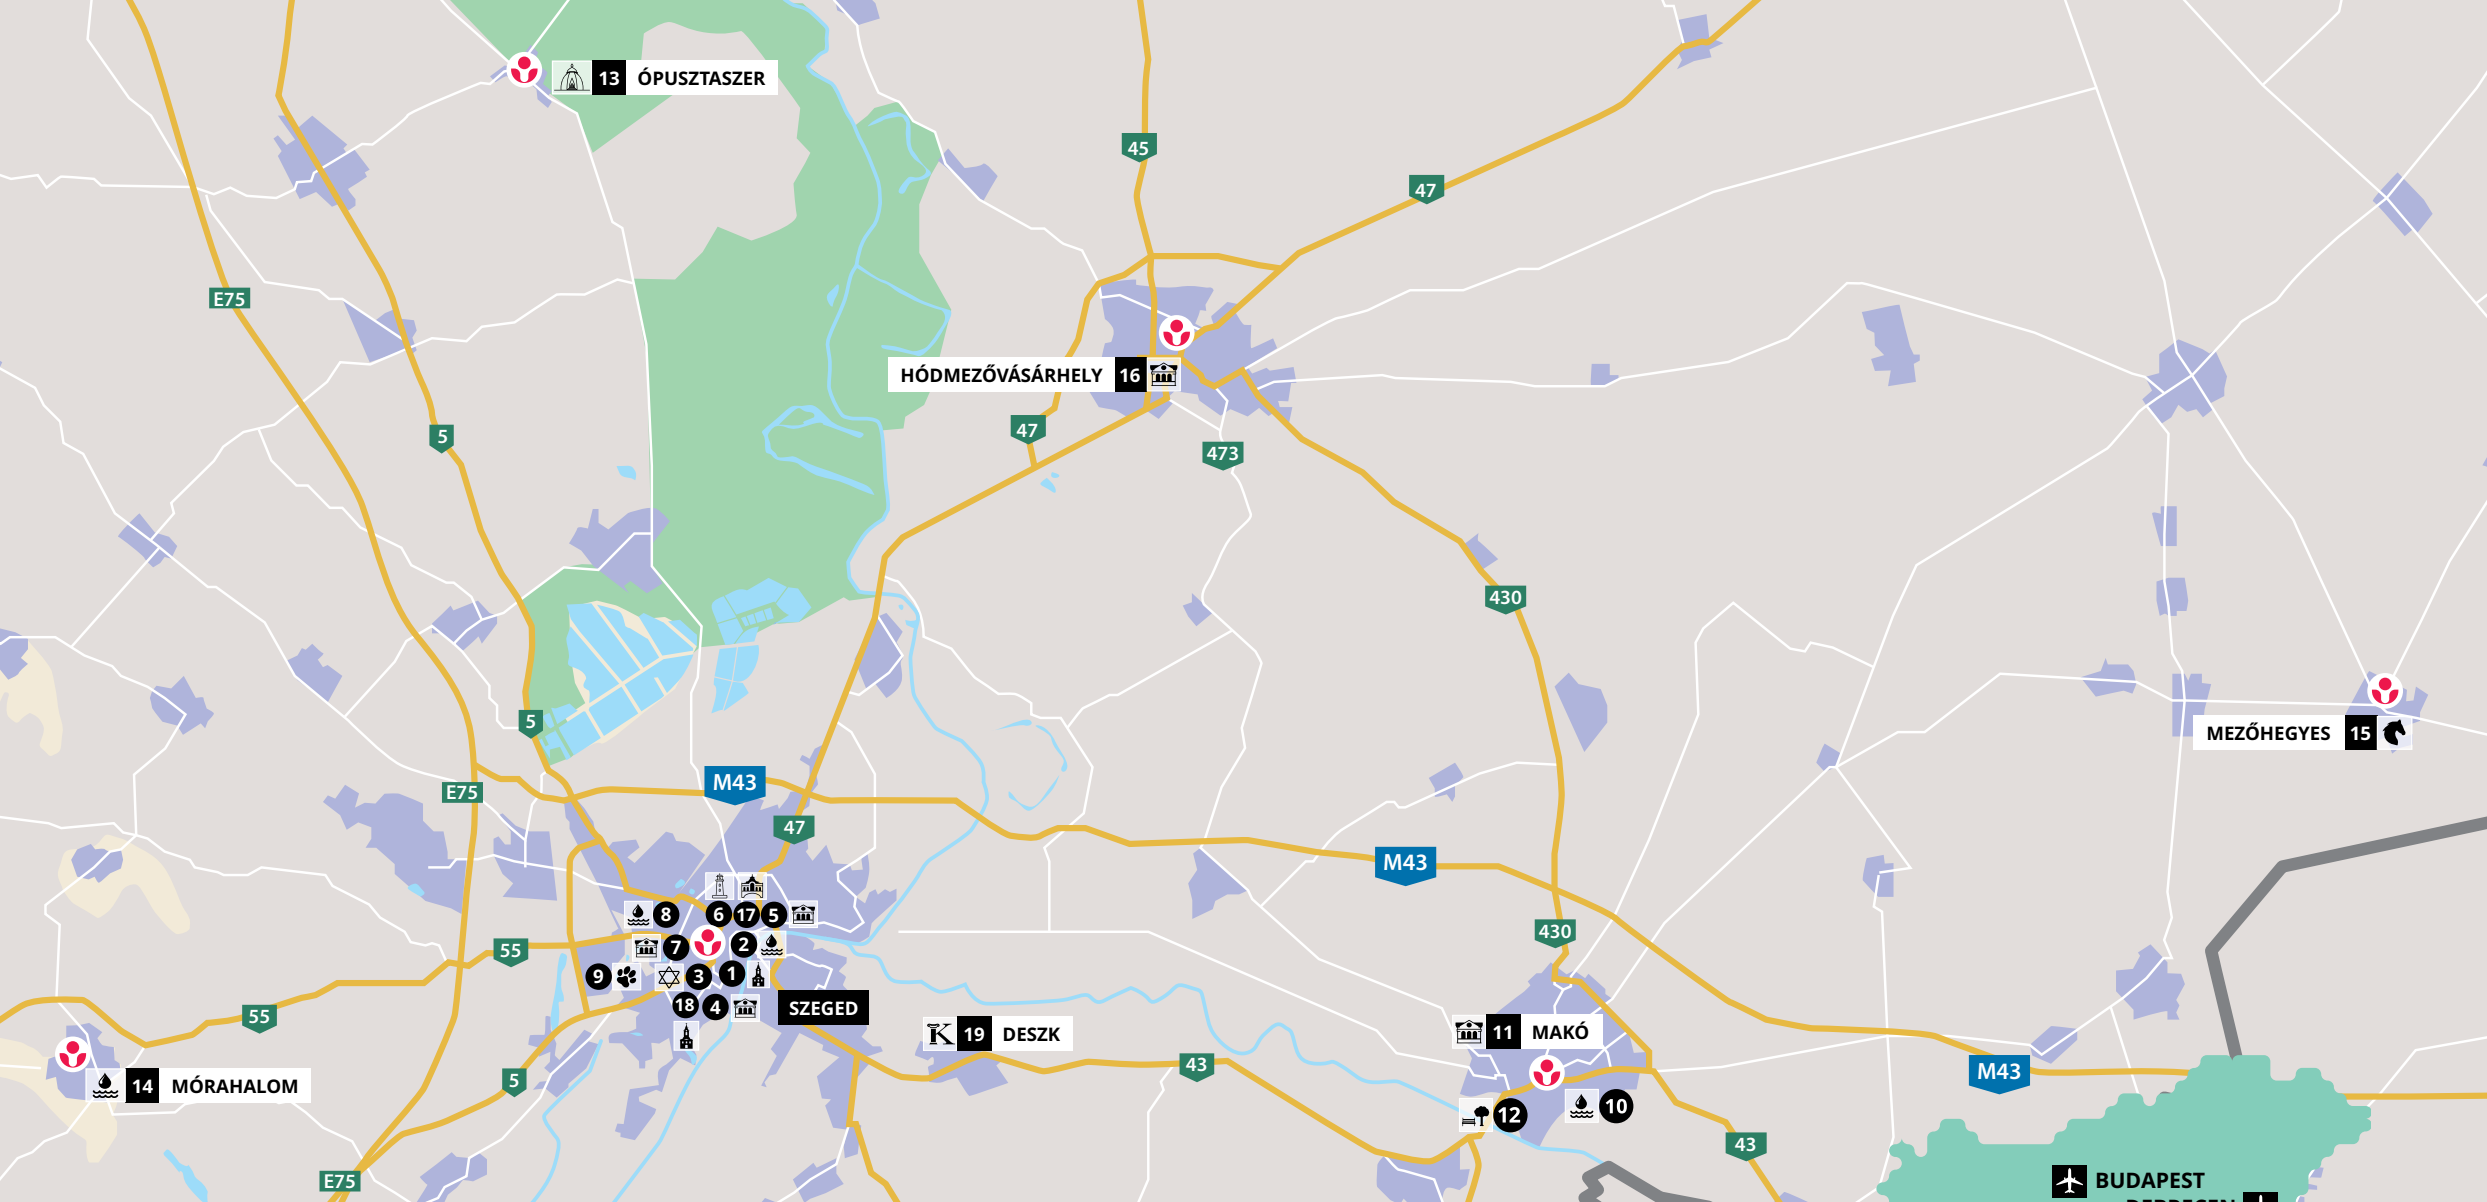 13 ÓPUSZTASZER
45
47
E75
HÓDMEZŐVÁSÁRHELY 16
47
5
473
430
5
MEZŐHEGYES 15
M43
E75
47
M43
8
6
17
5
430
55
7
2
9
3
1
18
4
SZEGED
55
19 DESZK
11 MAKÓ
43
M43
5
14 MÓRAHALOM
12
10
43
E75
BUDAPEST
DEBRECEN